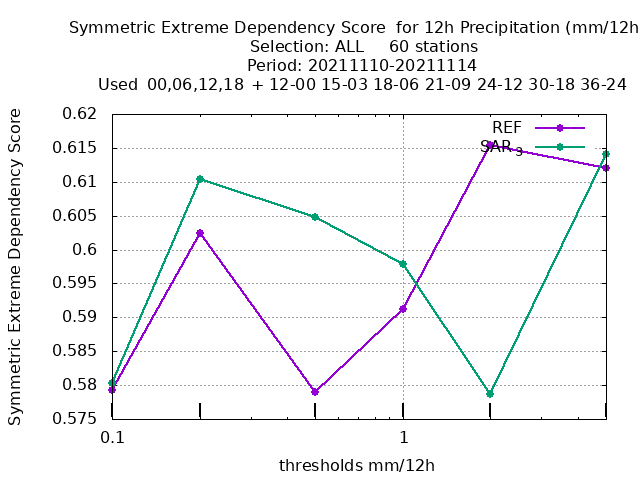 Symmetric Extreme Dependency Score  for 12h Precipitation (mm/12h
Selection: ALL     60 stations
Period: 20211110-20211114
Used  00,06,12,18  + 12-00 15-03 18-06 21-09 24-12 30-18 36-24
Symmetric Extreme Dependency Score
0.62
0.615
0.61
0.605
0.6
0.595
0.59
0.585
0.58
0.575
REF
SAR_9
0.1
1
thresholds mm/12h